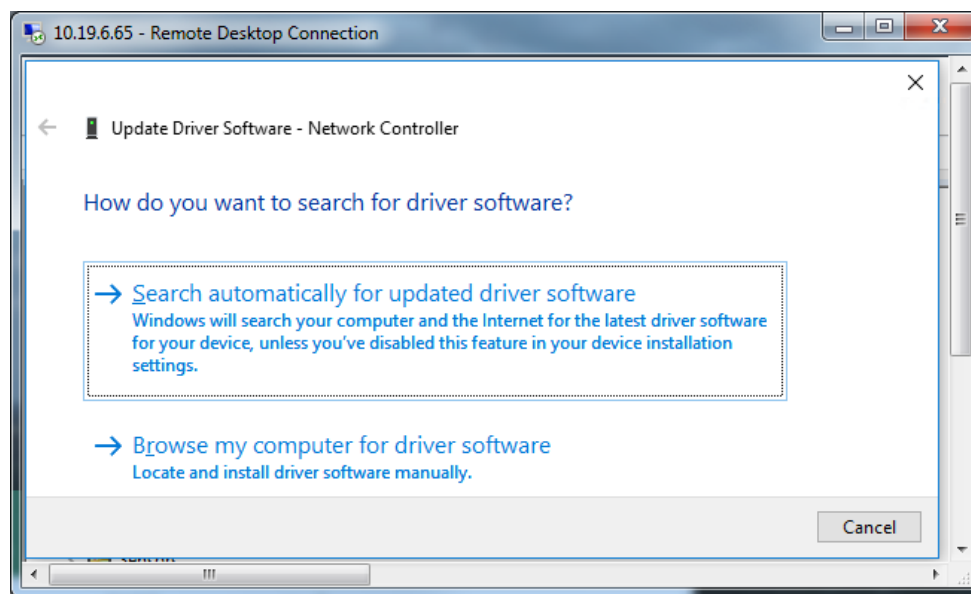 10.19.6.65 - Remote Desktop Connection
Update Driver Software - Network Controller
How do you want to search for driver software?
Search automatically for updated driver software
Windows will search your computer and the Internet for the latest driver software
for your device, unless you've disabled this feature in your device installation
settings.
Browse my computer for driver software
Locate and install driver software manually.
Cancel